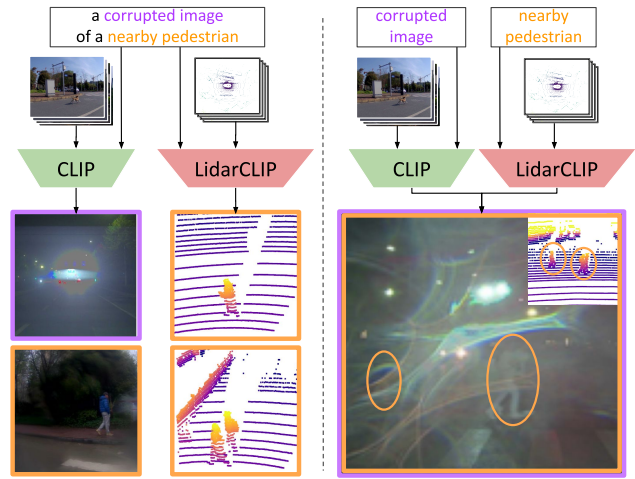 a corrupted image
of a nearby pedestrian
corrupted
image
nearby
pedestrian
CLIP
LidarCLIP
CLIP
LidarCLIP